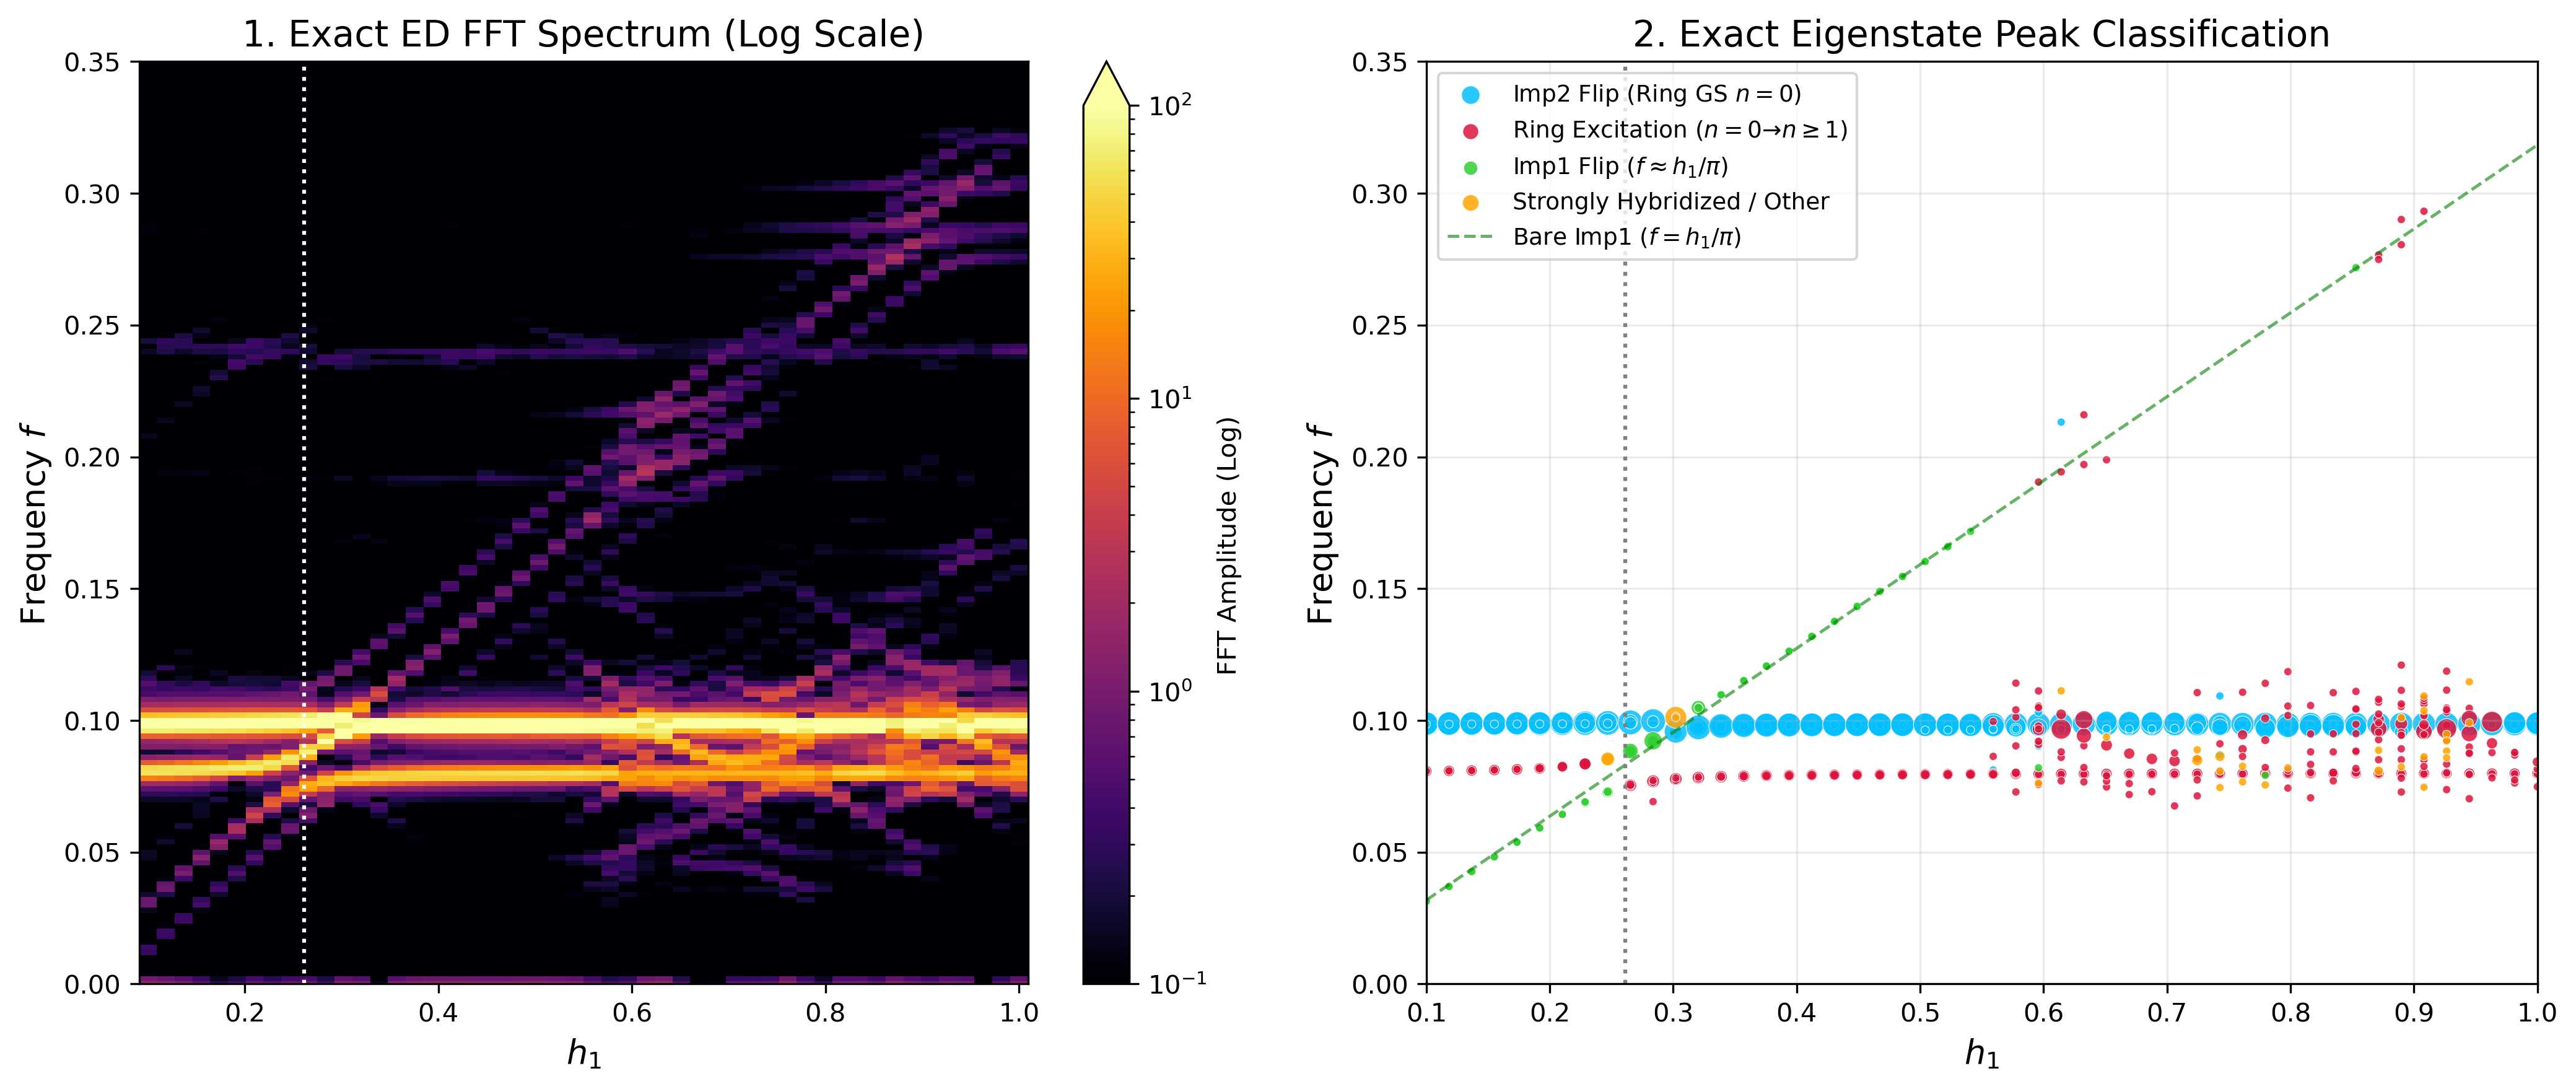 1. Exact ED FFT Spectrum (Log Scale)
0.35
0.30
0.25
0.20
0.15
0.10
0.05
0.00
Frequency f
0.2 0.4 0.6 0.8 1.0
h₁
10²
10¹
10⁰
10⁻¹
FFT Amplitude (Log)
2. Exact Eigenstate Peak Classification
0.35
0.30
0.25
0.20
0.15
0.10
0.05
0.00
Frequency f
Imp2 Flip (Ring GS n = 0)
Ring Excitation (n = 0→n ≥ 1)
Imp1 Flip (f ≈ h₁/π)
Strongly Hybridized / Other
Bare Imp1 (f = h₁/π)
0.1 0.2 0.3 0.4 0.5 0.6 0.7 0.8 0.9 1.0
h₁